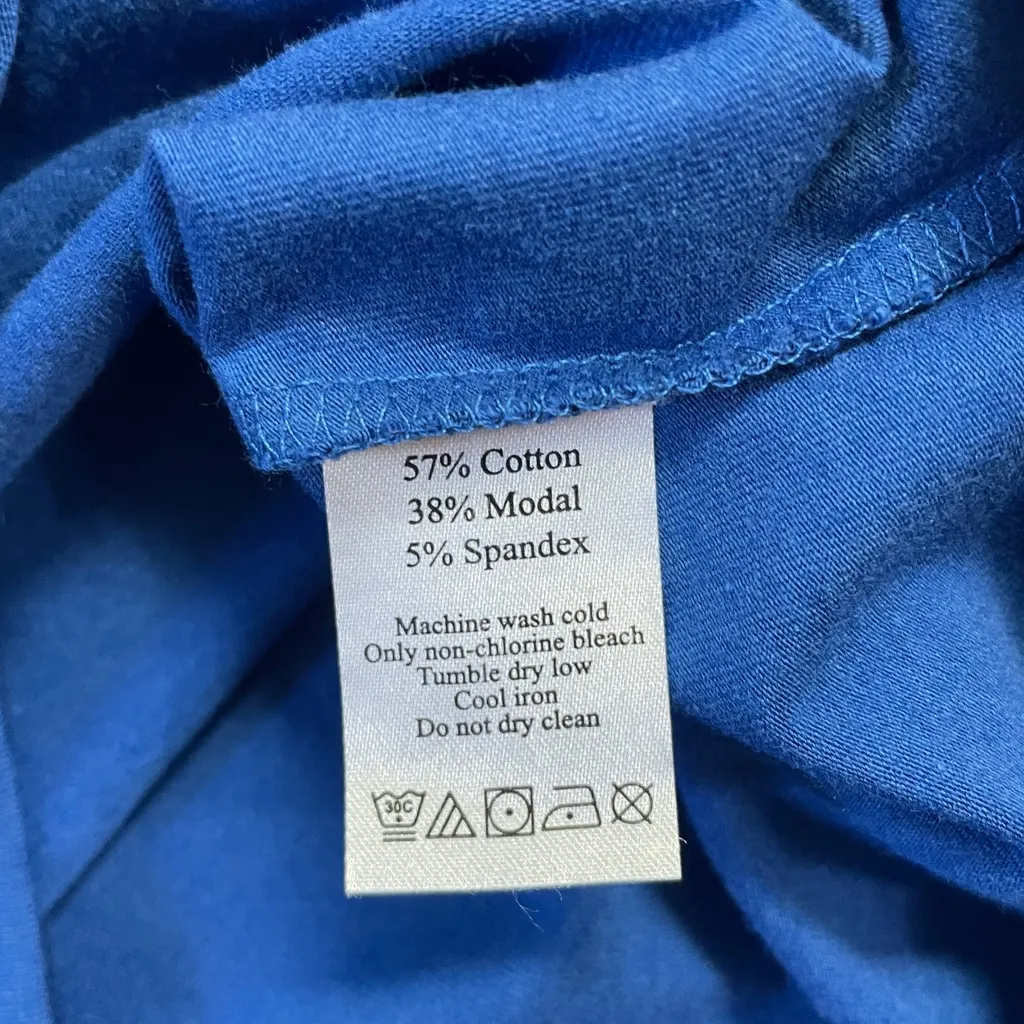 57% Cotton
38% Modal
5% Spandex
Machine wash cold
Only non-chlorine bleach
Tumble dry low
Cool iron
Do not dry clean
30C